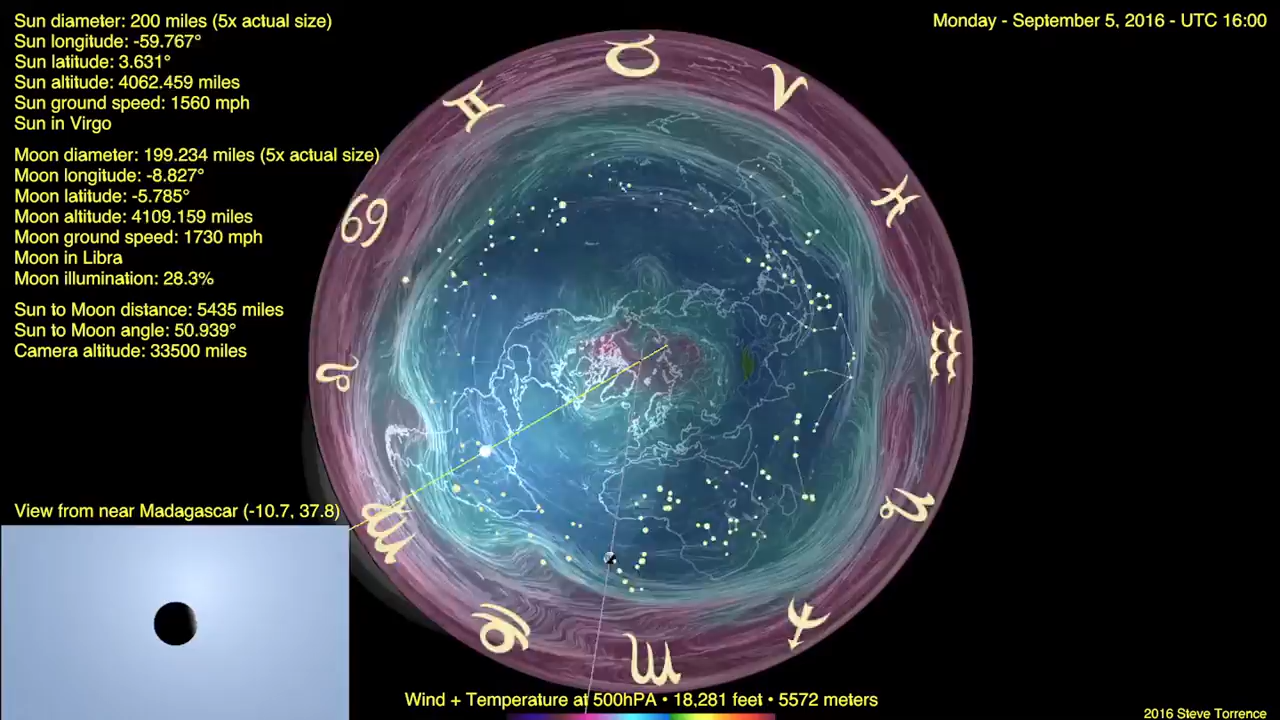 Sun diameter: 200 miles (5x actual size)
Sun longitude: -59.767°
Sun latitude: 3.631°
Sun altitude: 4062.459 miles
Sun ground speed: 1560 mph
Sun in Virgo
Monday - September 5, 2016 - UTC 16:00
Moon diameter: 199.234 miles (5x actual size)
Moon longitude: -8.827°
Moon latitude: -5.785°
Moon altitude: 4109.159 miles
Moon ground speed: 1730 mph
Moon in Libra
Moon illumination: 28.3%
Sun to Moon distance: 5435 miles
Sun to Moon angle: 50.939°
Camera altitude: 33500 miles
View from near Madagascar (-10.7, 37.8)
Wind + Temperature at 500hPA • 18,281 feet • 5572 meters
2016 Steve Torrence